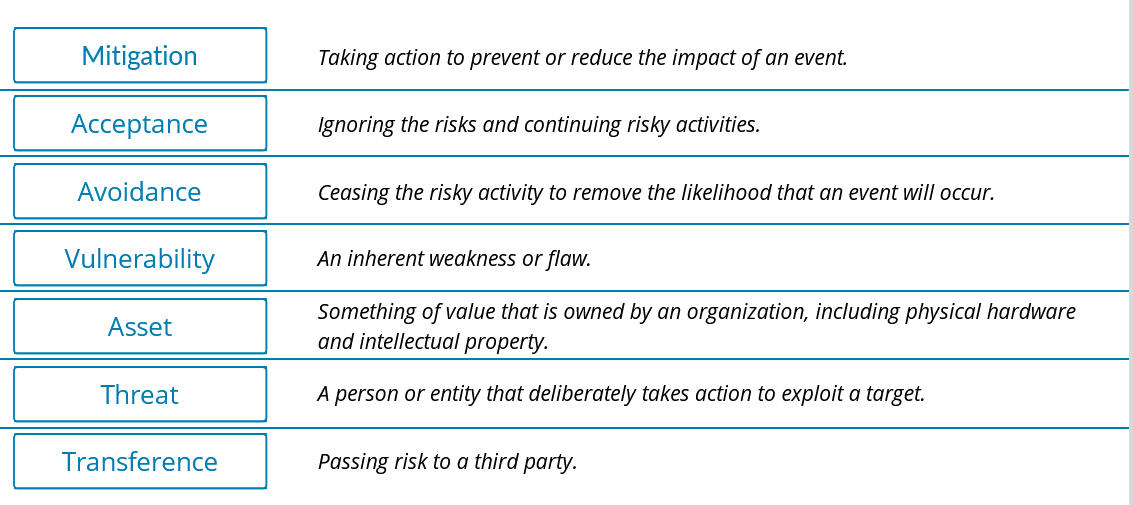 Mitigation
Taking action to prevent or reduce the impact of an event.
Acceptance
Ignoring the risks and continuing risky activities.
Avoidance
Ceasing the risky activity to remove the likelihood that an event will occur.
Vulnerability
An inherent weakness or flaw.
Asset
Something of value that is owned by an organization, including physical hardware
and intellectual property.
Threat
A person or entity that deliberately takes action to exploit a target.
Transference
Passing risk to a third party.